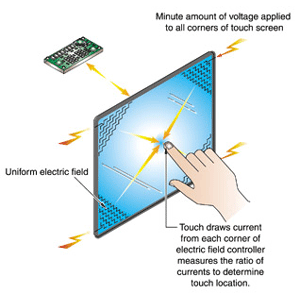 Minute amount of voltage applied
to all corners of touch screen
Uniform electric field
Touch draws current
from each corner of
electric field controller
measures the ratio of
currents to determine
touch location.